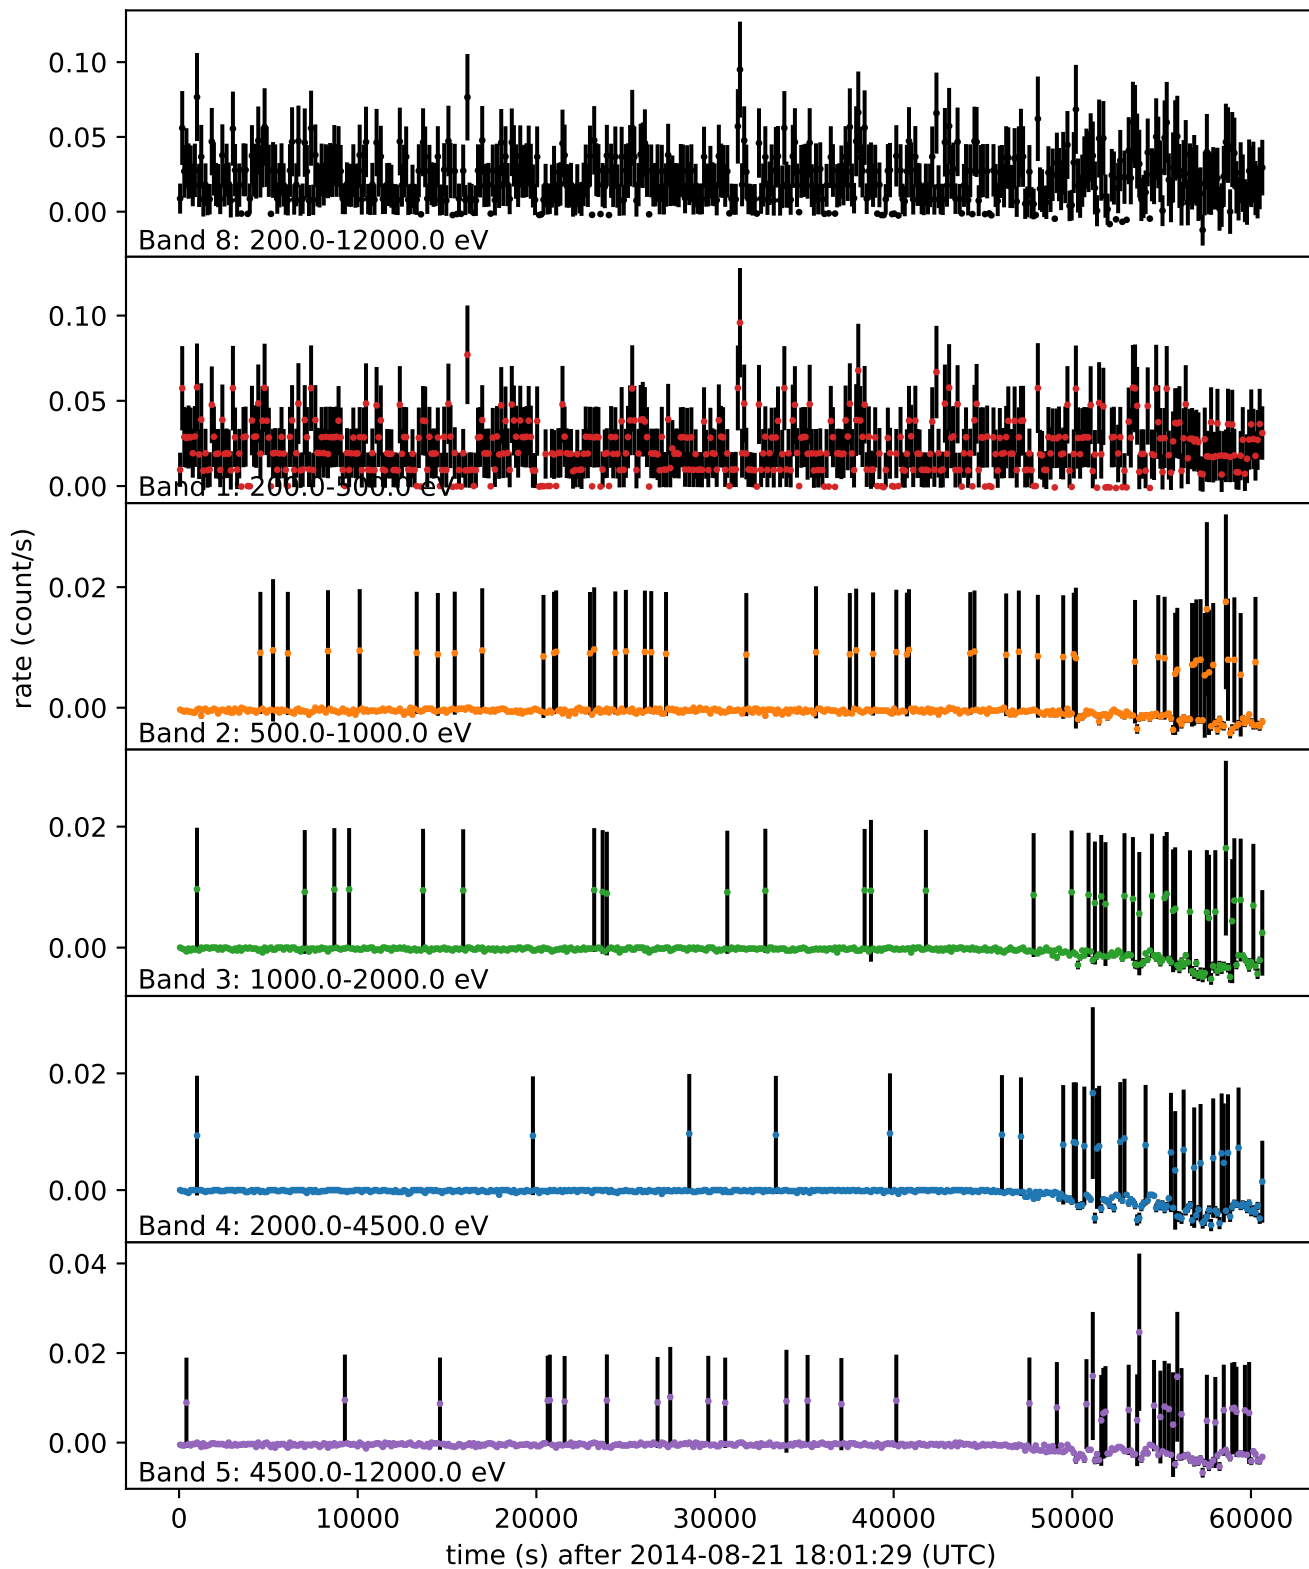 0.10
0.05
0.00
Band 8: 200.0-12000.0 eV
0.10
0.05
0.00
Band 1: 200.0-500.0 eV
rate (count/s)
0.02
0.00
Band 2: 500.0-1000.0 eV
0.02
0.00
Band 3: 1000.0-2000.0 eV
0.02
0.00
Band 4: 2000.0-4500.0 eV
0.04
0.02
0.00
Band 5: 4500.0-12000.0 eV
0 10000 20000 30000 40000 50000 60000
time (s) after 2014-08-21 18:01:29 (UTC)